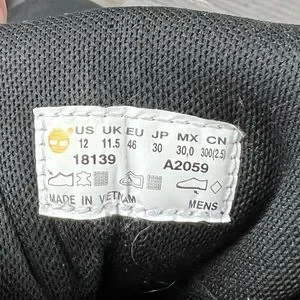 US UK EU JP MX CN
12 11.5 46 30 30,0 300(2.5)
18139 A2059
MADE IN VIETNAM MENS